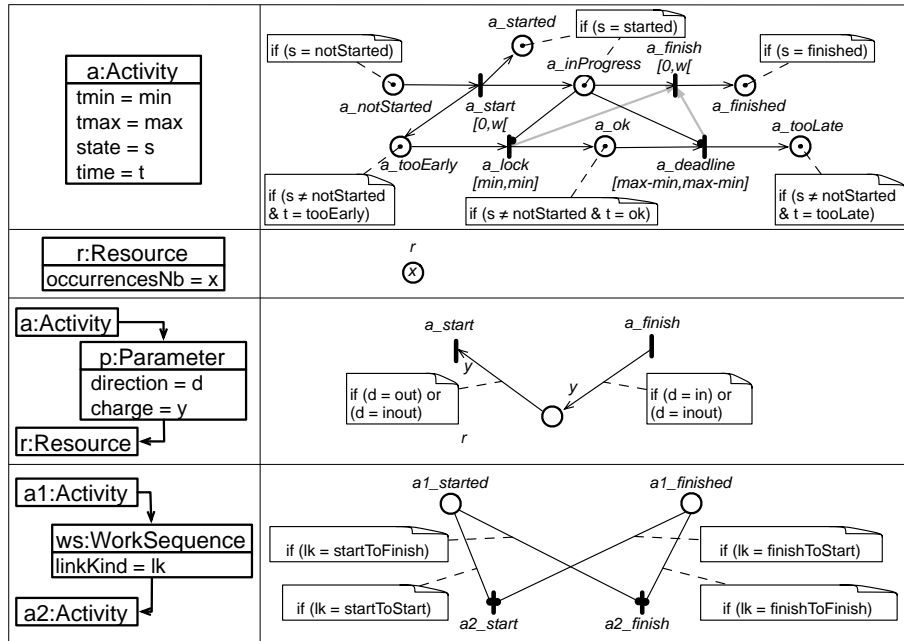 a:Activity
tmin = min
tmax = max
state = s
time = t
if (s = notStarted)
a_started
if (s = started)
a_inProgress
a_finish
[0,w[
if (s = finished)
a_notStarted
a_start
[0,w[
a_finished
a_tooEarly
a_lock
[min,min]
a_ok
a_deadline
[max-min,max-min]
a_tooLate
if (s ≠ notStarted
& t = tooEarly)
if (s ≠ notStarted & t = ok)
if (s ≠ notStarted
& t = tooLate)
r:Resource
occurrencesNb = x
r
x
a:Activity
p:Parameter
direction = d
charge = y
r:Resource
a_start
a_finish
y
y
if (d = out) or
(d = inout)
if (d = in) or
(d = inout)
r
a1:Activity
ws:WorkSequence
linkKind = lk
a2:Activity
a1_started
a1_finished
if (lk = startToFinish)
if (lk = finishToStart)
if (lk = startToStart)
if (lk = finishToFinish)
a2_start
a2_finish